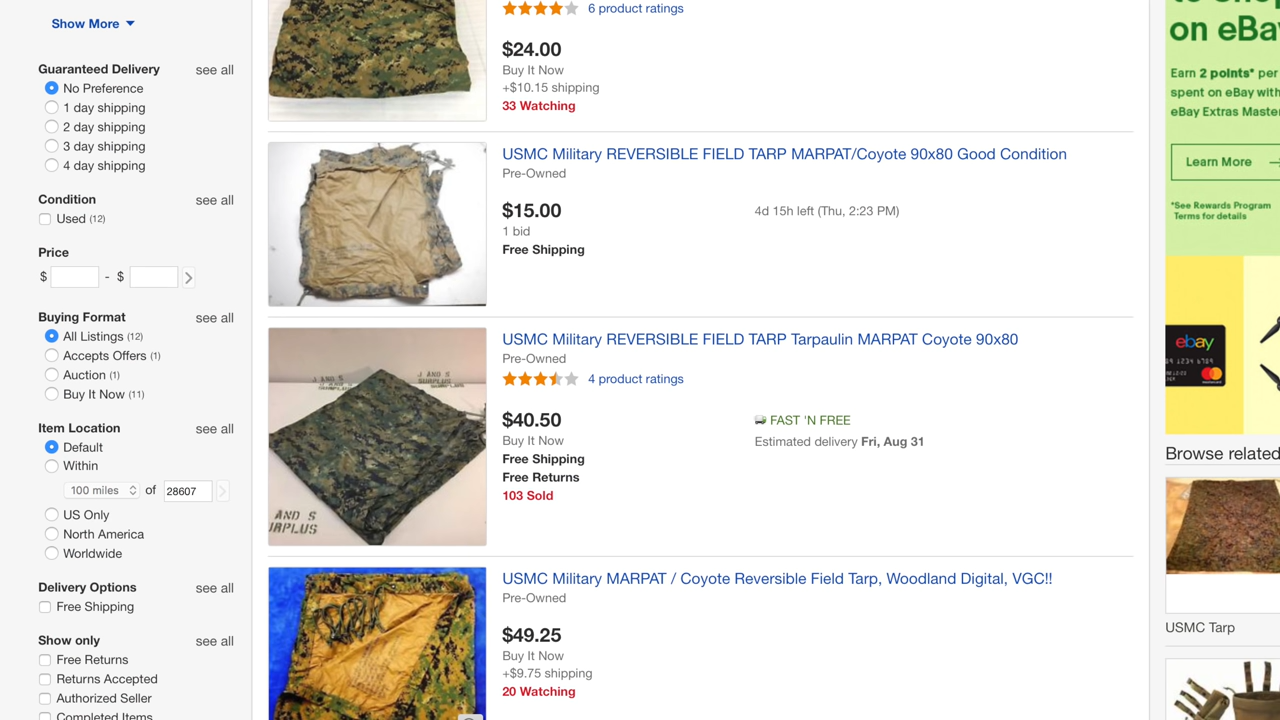 Show More
Guaranteed Delivery see all
No Preference
1 day shipping
2 day shipping
3 day shipping
4 day shipping
Condition see all
Used (12)
Price
$ - $
Buying Format see all
All Listings (12)
Accepts Offers (1)
Auction (1)
Buy It Now (11)
Item Location see all
Default
Within
100 miles of 28607
US Only
North America
Worldwide
Delivery Options see all
Free Shipping
Show only see all
Free Returns
Returns Accepted
Authorized Seller
Completed Items
6 product ratings
$24.00
Buy It Now
+$10.15 shipping
33 Watching
USMC Military REVERSIBLE FIELD TARP MARPAT/Coyote 90x80 Good Condition
Pre-Owned
$15.00 4d 15h left (Thu, 2:23 PM)
1 bid
Free Shipping
USMC Military REVERSIBLE FIELD TARP Tarpaulin MARPAT Coyote 90x80
Pre-Owned
4 product ratings
$40.50 FAST 'N FREE
Buy It Now Estimated delivery Fri, Aug 31
Free Shipping
Free Returns
103 Sold
J AND S J AND S
SURPLUS SURPLUS
AND S
URPLUS
USMC Military MARPAT / Coyote Reversible Field Tarp, Woodland Digital, VGC!!
Pre-Owned
$49.25
Buy It Now
+$9.75 shipping
20 Watching
on eBa
Earn 2 points* per
spent on eBay with
eBay Extras Master
Learn More
*See Rewards Program
Terms for details
ebay
Browse related
USMC Tarp